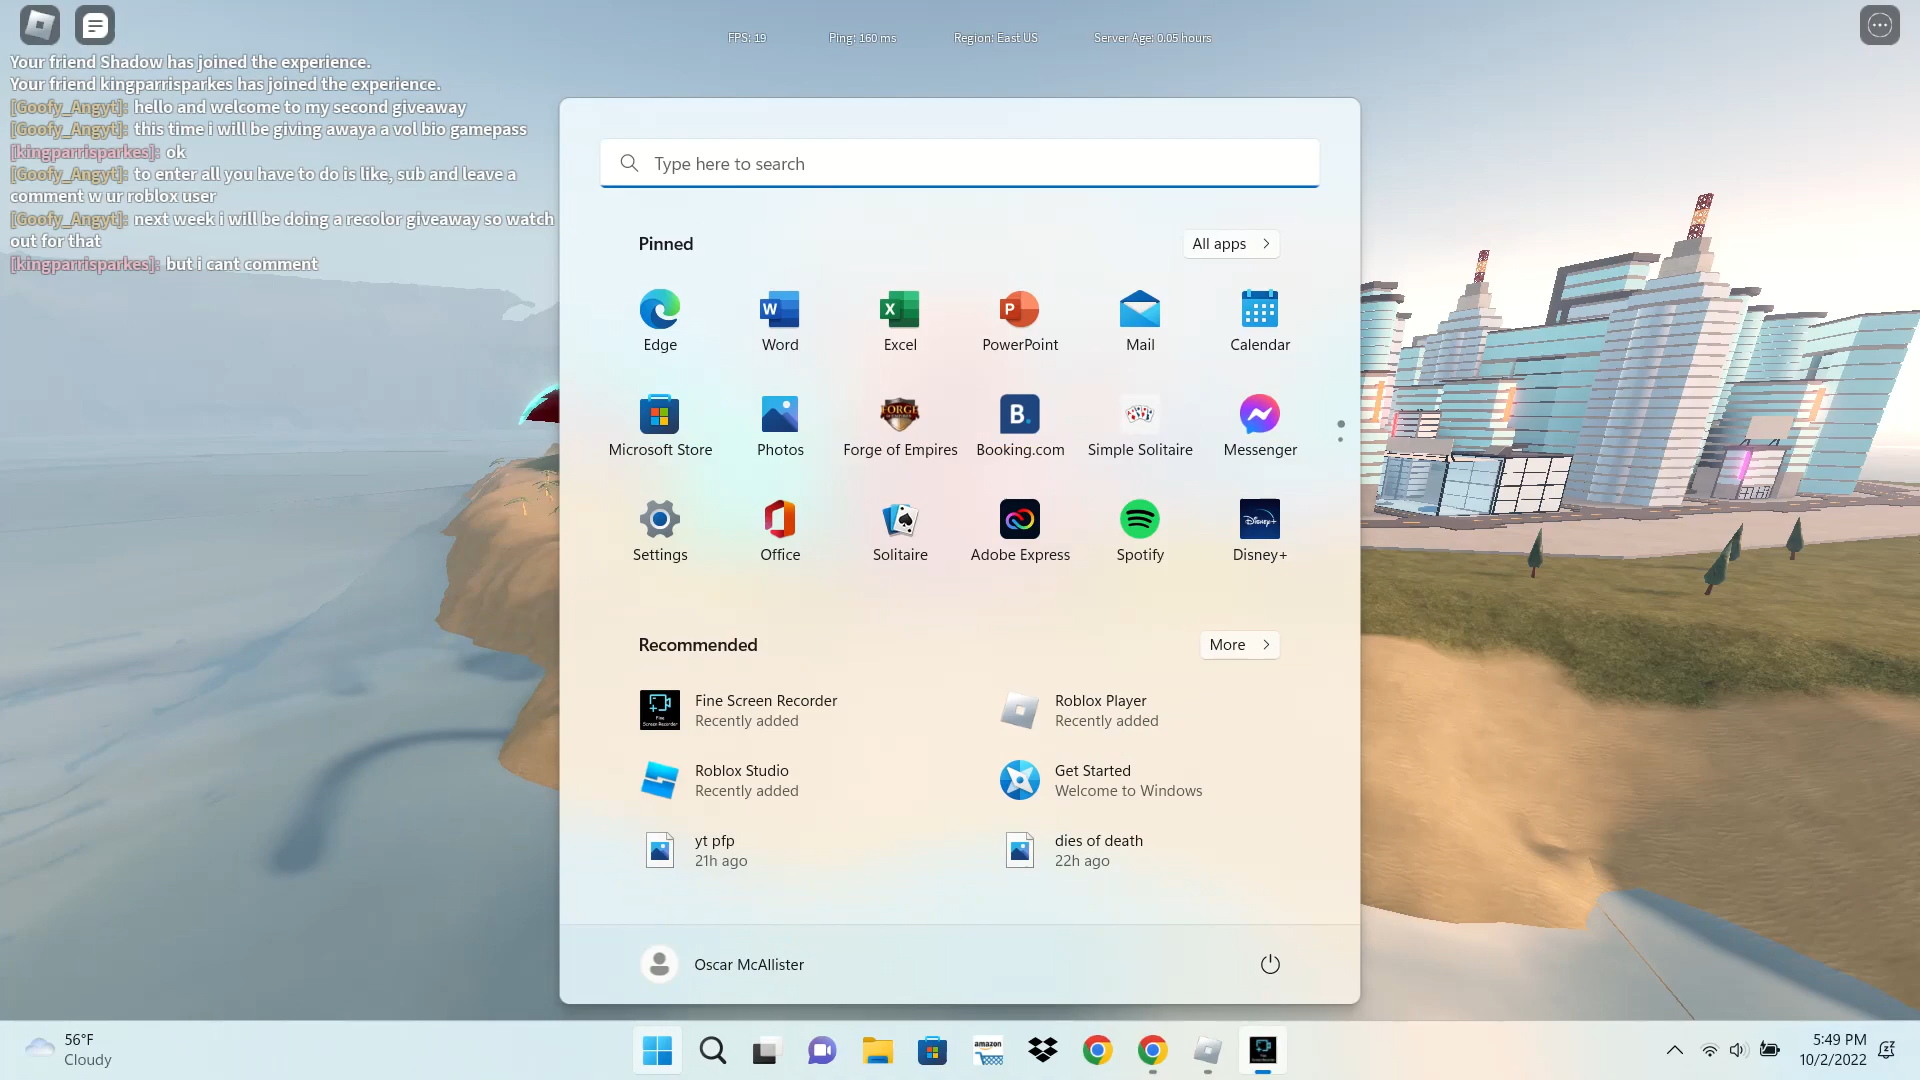 FPS: 19 Ping: 160 ms Region: East US Server Age: 0.05 hours
Your friend Shadow has joined the experience.
Your friend kingparrisparkes has joined the experience.
[Goofy_Angyt]: hello and welcome to my second giveaway
[Goofy_Angyt]: this time i will be giving awaya a vol bio gamepass
[kingparrisparkes]: ok
[Goofy_Angyt]: to enter all you have to do is like, sub and leave a
comment w ur roblox user
[Goofy_Angyt]: next week i will be doing a recolor giveaway so watch
out for that
[kingparrisparkes]: but i cant comment
Type here to search
Pinned
All apps
Edge
Word
Excel
PowerPoint
Mail
Calendar
Microsoft Store
Photos
Forge of Empires
Booking.com
Simple Solitaire
Messenger
Settings
Office
Solitaire
Adobe Express
Spotify
Disney+
Recommended
More
Fine Screen Recorder
Recently added
Roblox Player
Recently added
Roblox Studio
Recently added
Get Started
Welcome to Windows
yt pfp
21h ago
dies of death
22h ago
Oscar McAllister
56°F
Cloudy
amazon
5:49 PM
10/2/2022